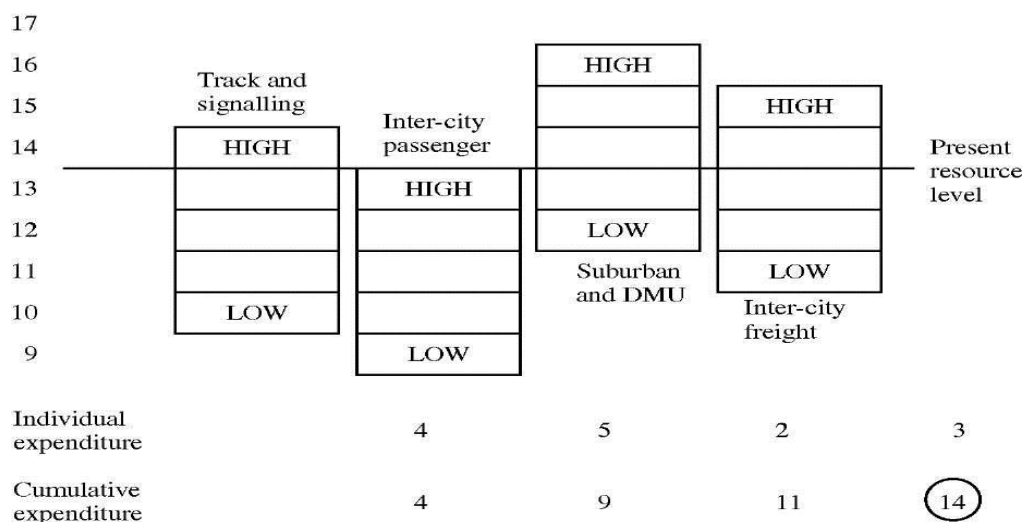 17
16 HIGH
Track and
signalling
15 HIGH
Inter-city
passenger
14 HIGH
Present
resource
level
13 HIGH
12 LOW
11 LOW
Suburban
and DMU
10 LOW
Inter-city
freight
9 LOW
Individual
expenditure 4 5 2 3
Cumulative
expenditure 4 9 11 14